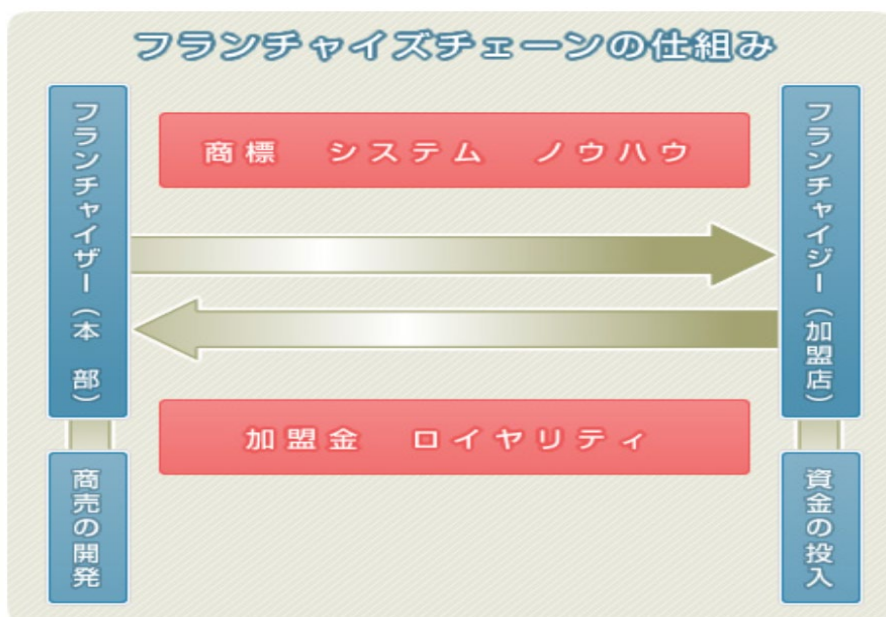 フランチャイズチェーンの仕組み
フランチャイザー（本 部）
商標 システム ノウハウ
フランチャイジー（加盟店）
加盟金 ロイヤリティ
商売の開発
資金の投入